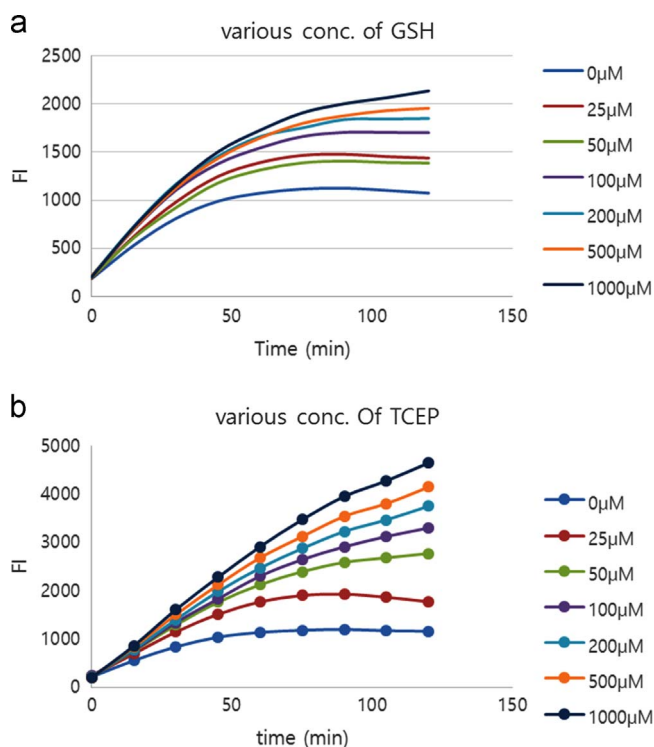 a
various conc. of GSH
2500
2000
1500
1000
500
0
FI
0 50 100 150
Time (min)
0µM
25µM
50µM
100µM
200µM
500µM
1000µM
b
various conc. Of TCEP
5000
4000
3000
2000
1000
0
FI
0 50 100 150
time (min)
0µM
25µM
50µM
100µM
200µM
500µM
1000µM